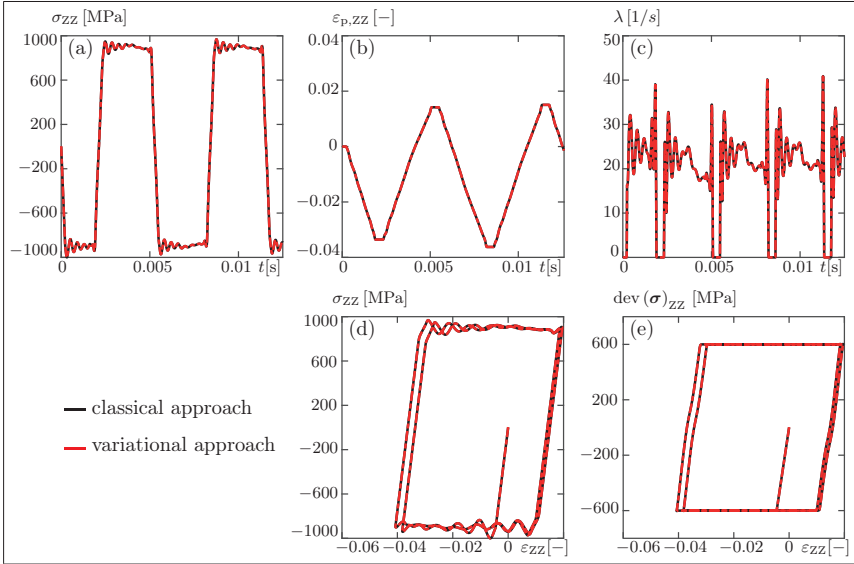 σZZ [MPa]
εp,ZZ [−]
λ [1/s]
(a)
1000
600
200
−200
−600
−1000
0
0.005
0.01
t[s]
(b)
0.04
0.02
0
−0.02
−0.04
0
0.005
0.01
t[s]
(c)
50
40
30
20
10
0
0
0.005
0.01
t[s]
σZZ [MPa]
dev (σ)ZZ [MPa]
(d)
1000
600
200
−200
−600
−1000
−0.06
−0.04
−0.02
0
εZZ[−]
(e)
600
200
−200
−600
−0.06
−0.04
−0.02
0
εZZ[−]
classical approach
variational approach